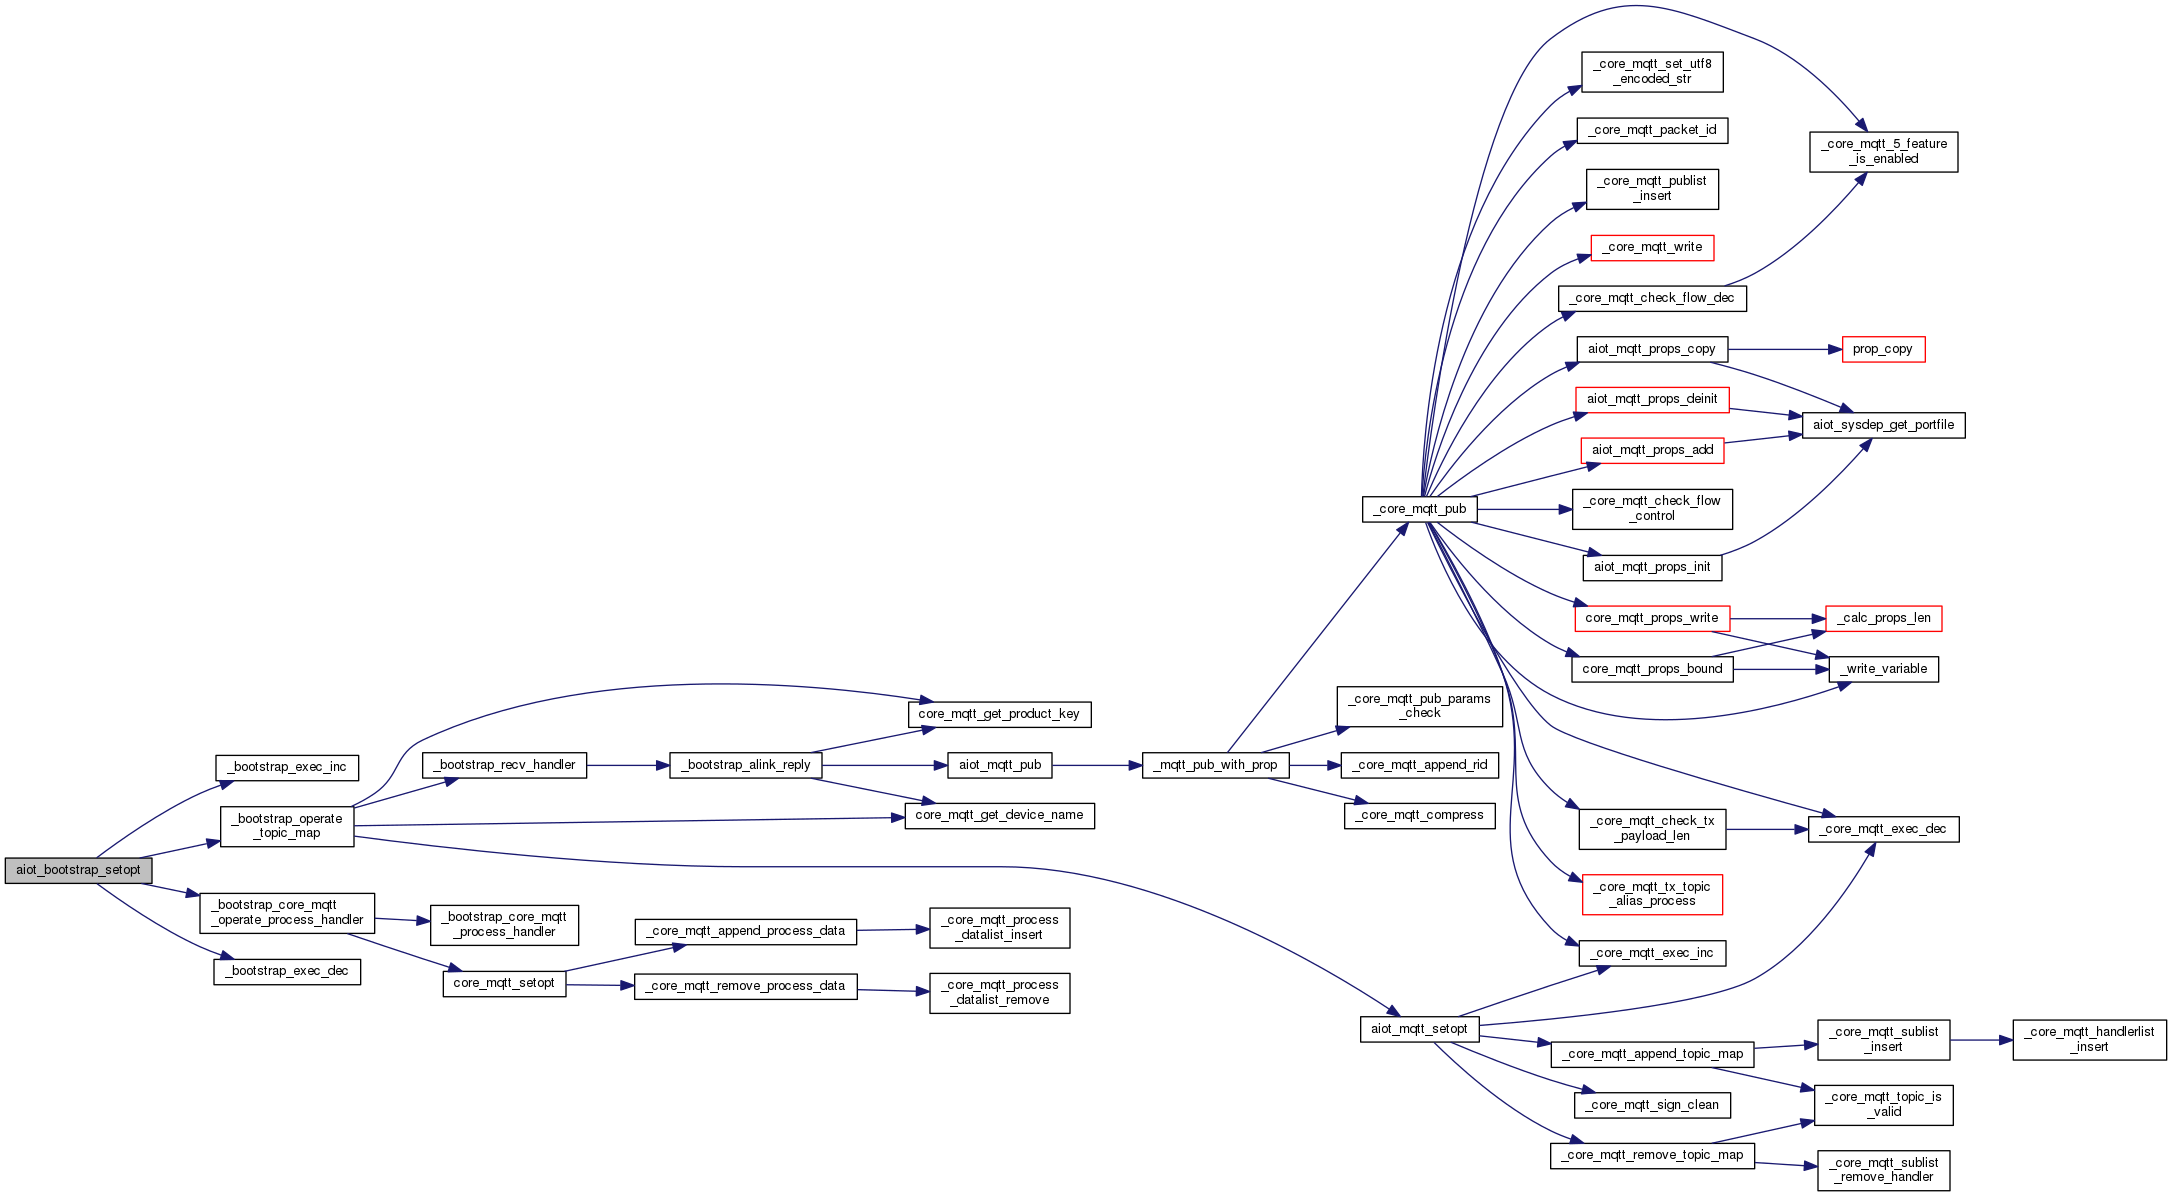 aiot_bootstrap_setopt
_bootstrap_exec_inc
_bootstrap_operate
_topic_map
_bootstrap_core_mqtt
_operate_process_handler
_bootstrap_exec_dec
_bootstrap_recv_handler
_bootstrap_core_mqtt
_process_handler
core_mqtt_setopt
_bootstrap_alink_reply
_core_mqtt_append_process_data
_core_mqtt_remove_process_data
core_mqtt_get_product_key
aiot_mqtt_pub
core_mqtt_get_device_name
_core_mqtt_process
_datalist_insert
_core_mqtt_process
_datalist_remove
_mqtt_pub_with_prop
_core_mqtt_pub
_core_mqtt_pub_params
_check
_core_mqtt_append_rid
_core_mqtt_compress
aiot_mqtt_setopt
_core_mqtt_set_utf8
_encoded_str
_core_mqtt_packet_id
_core_mqtt_publist
_insert
_core_mqtt_write
_core_mqtt_check_flow_dec
aiot_mqtt_props_copy
aiot_mqtt_props_deinit
aiot_mqtt_props_add
_core_mqtt_check_flow
_control
aiot_mqtt_props_init
core_mqtt_props_write
core_mqtt_props_bound
_core_mqtt_check_tx
_payload_len
_core_mqtt_tx_topic
_alias_process
_core_mqtt_exec_inc
_core_mqtt_append_topic_map
_core_mqtt_sign_clean
_core_mqtt_remove_topic_map
_core_mqtt_5_feature
_is_enabled
prop_copy
aiot_sysdep_get_portfile
_calc_props_len
_write_variable
_core_mqtt_exec_dec
_core_mqtt_sublist
_insert
_core_mqtt_topic_is
_valid
_core_mqtt_sublist
_remove_handler
_core_mqtt_handlerlist
_insert